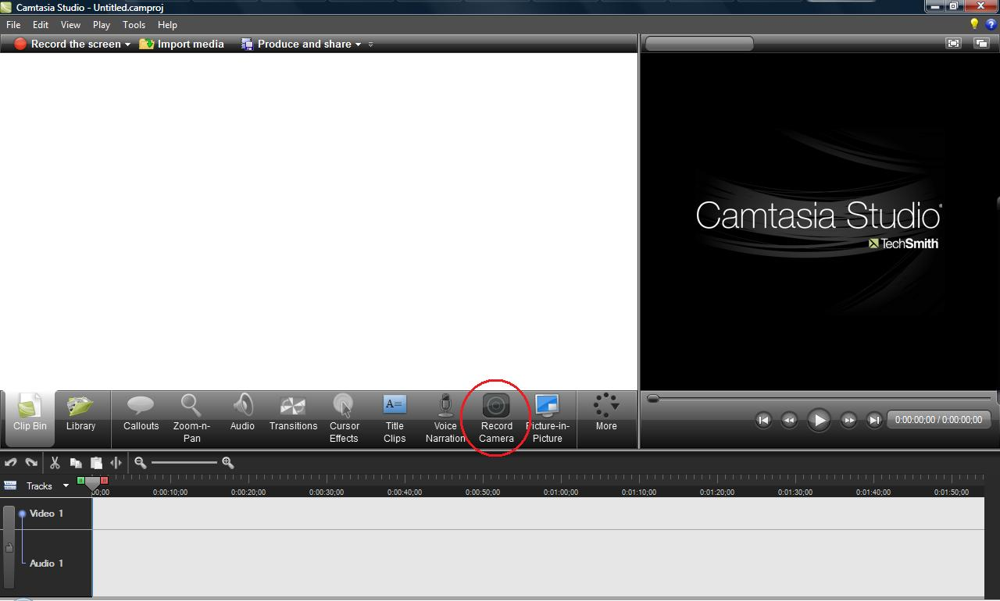 Camtasia Studio - Untitled.camproj
File Edit View Play Tools Help
Record the screen Import media Produce and share
Camtasia Studio®
TechSmith
Clip Bin
Library
Callouts
Zoom-n-
Pan
Audio
Transitions
Cursor
Effects
Title
Clips
Voice
Narration
Record
Camera
Picture-in-
Picture
More
0:00:00;00 / 0:00:00;00
Tracks
00;00 0:00:10;00 0:00:20;00 0:00:30;00 0:00:40;00 0:00:50;00 0:01:00;00 0:01:10;00 0:01:20;00 0:01:30;00 0:01:40;00 0:01:50;00
Video 1
Audio 1